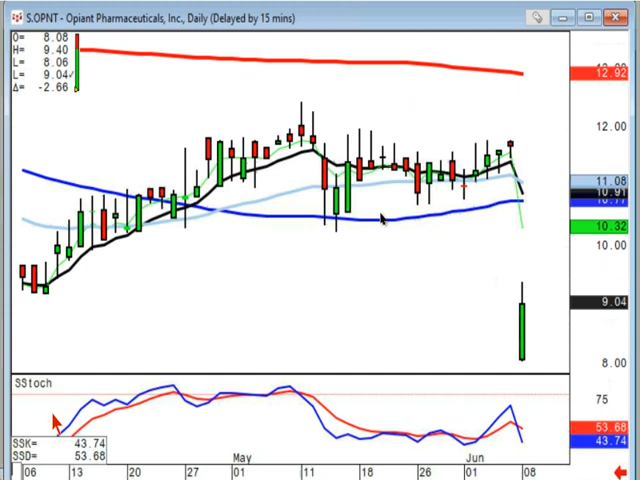 S.OPNT - Opiant Pharmaceuticals, Inc., Daily (Delayed by 15 mins)
O= 8.08
H= 9.40
L= 8.06
L= 9.04✓
Δ= -2.66
12.92
12.00
11.08
10.91
10.77
10.32
10.00
9.04
8.00
SStoch
75
53.68
43.74
SSK= 43.74
SSD= 53.68
May Jun
06 13 20 27 01 11 18 26 01 08